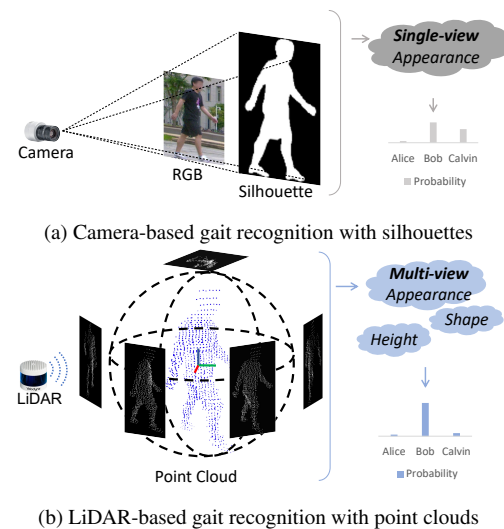 Single-view
Appearance
Camera
RGB
Silhouette
Alice Bob Calvin
Probability
(a) Camera-based gait recognition with silhouettes
Multi-view
Appearance
Shape
Height
LiDAR
Point Cloud
Alice Bob Calvin
Probability
(b) LiDAR-based gait recognition with point clouds